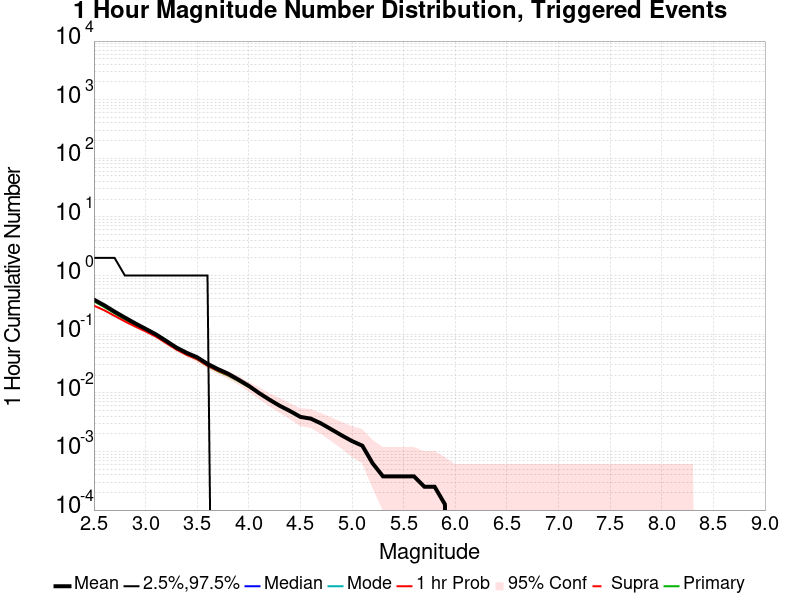 1 Hour Magnitude Number Distribution, Triggered Events
1 Hour Cumulative Number
10^4
10^3
10^2
10^1
10^0
10^-1
10^-2
10^-3
10^-4
2.5 3.0 3.5 4.0 4.5 5.0 5.5 6.0 6.5 7.0 7.5 8.0 8.5 9.0
Magnitude
Mean 2.5%,97.5% Median Mode 1 hr Prob 95% Conf Supra Primary